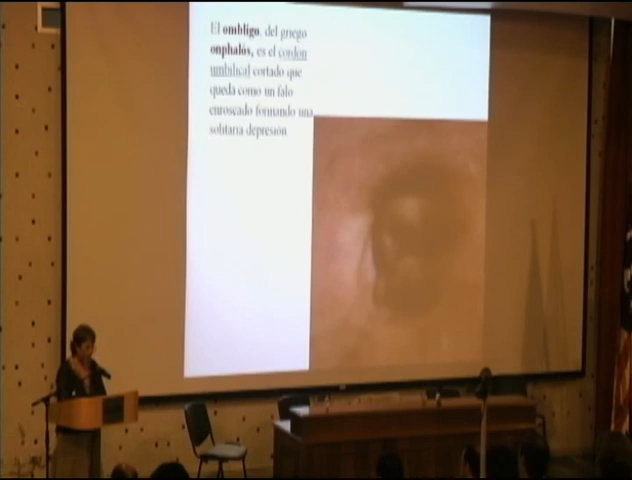 El ombligo, del griego
onphalós, es el cordon
umbilical cortado que
queda como un falo
enroscado formando una
solitaria depresión